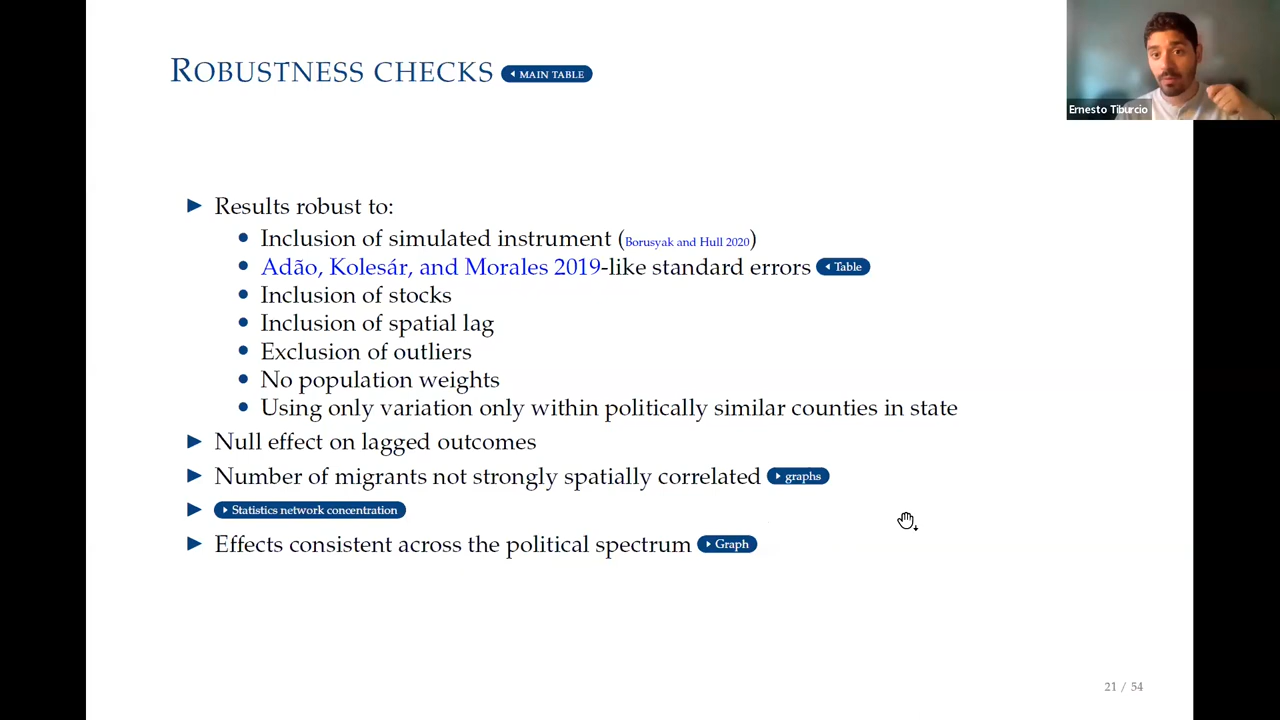 ROBUSTNESS CHECKS MAIN TABLE
Ernesto Tiburcio
Results robust to:
Inclusion of simulated instrument (Borusyak and Hull 2020)
Adão, Kolesár, and Morales 2019-like standard errors Table
Inclusion of stocks
Inclusion of spatial lag
Exclusion of outliers
No population weights
Using only variation only within politically similar counties in state
Null effect on lagged outcomes
Number of migrants not strongly spatially correlated graphs
Statistics network concentration
Effects consistent across the political spectrum Graph
21 / 54